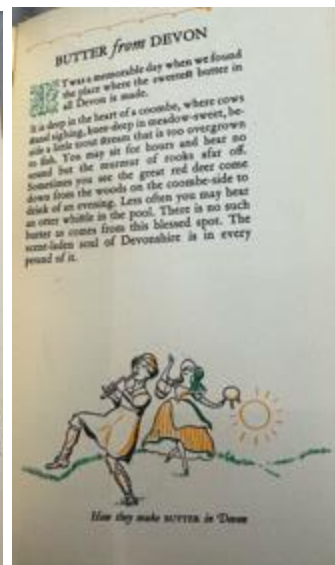 BUTTER from DEVON
IT was a memorable day when we found
the place where the sweetest butter in
all Devon is made.
It is deep in the heart of a coombe, where cows
stand sighing, knee-deep in meadow-sweet, be-
side a little trout stream that is too overgrown
to fish. You may sit for hours and hear no
sound but the murmur of rooks afar off.
Sometimes you see the great red deer come
down from the woods on the coombe-side to
drink of an evening. Less often you may hear
an otter whistle in the pool. There is no such
butter as comes from this blessed spot. The
scent-laden soul of Devonshire is in every
pound of it.
How they make BUTTER in Devon